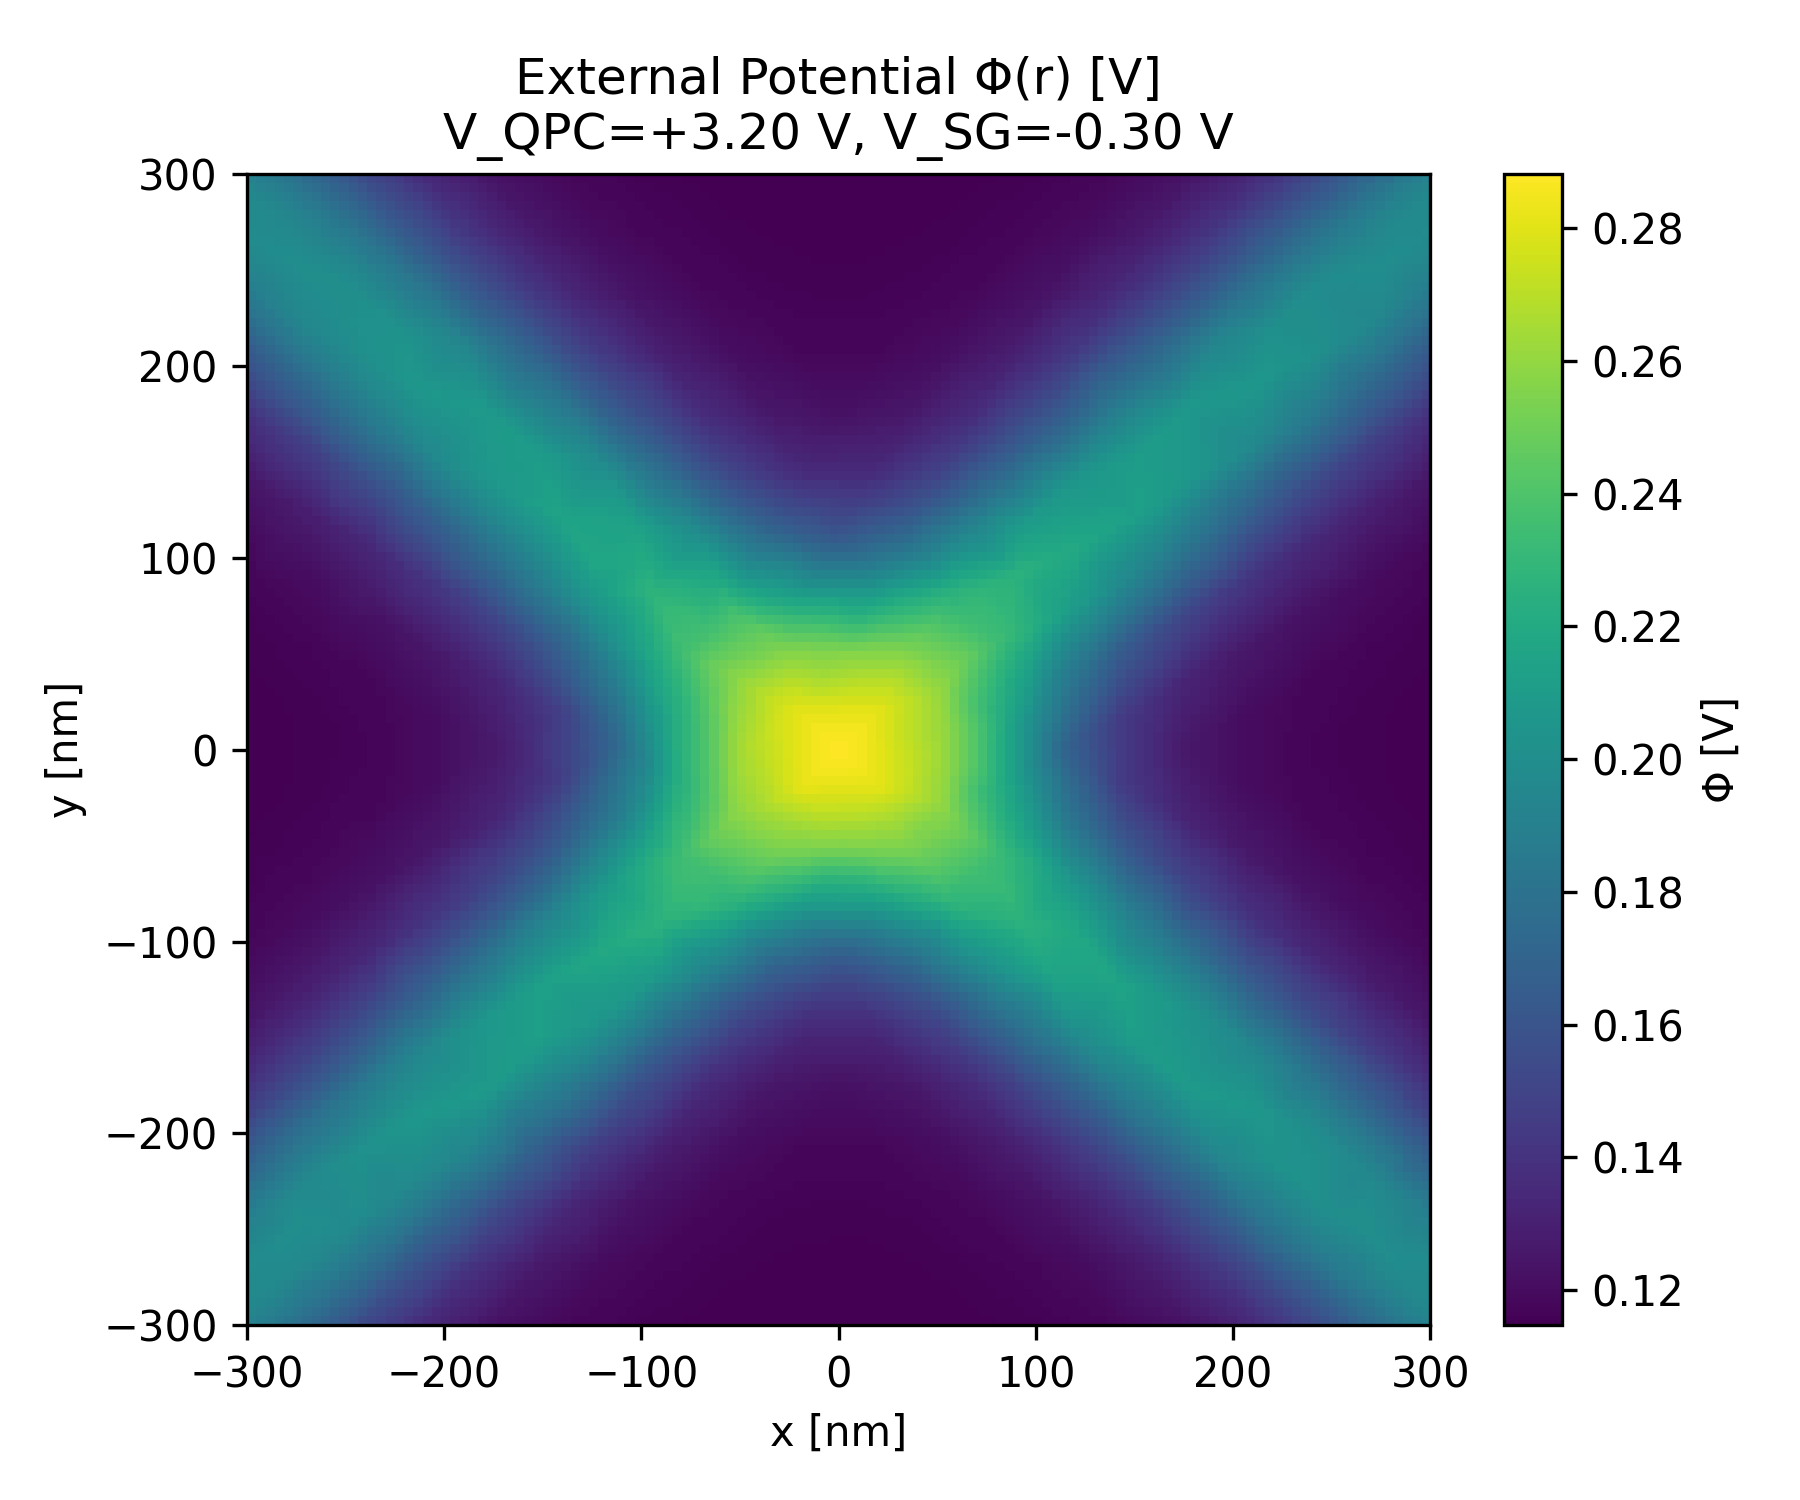 External Potential Φ(r) [V]
V_QPC=+3.20 V, V_SG=-0.30 V
300
200
100
0
−100
−200
−300
y [nm]
−300 −200 −100 0 100 200 300
x [nm]
0.28
0.26
0.24
0.22
0.20
0.18
0.16
0.14
0.12
Φ [V]